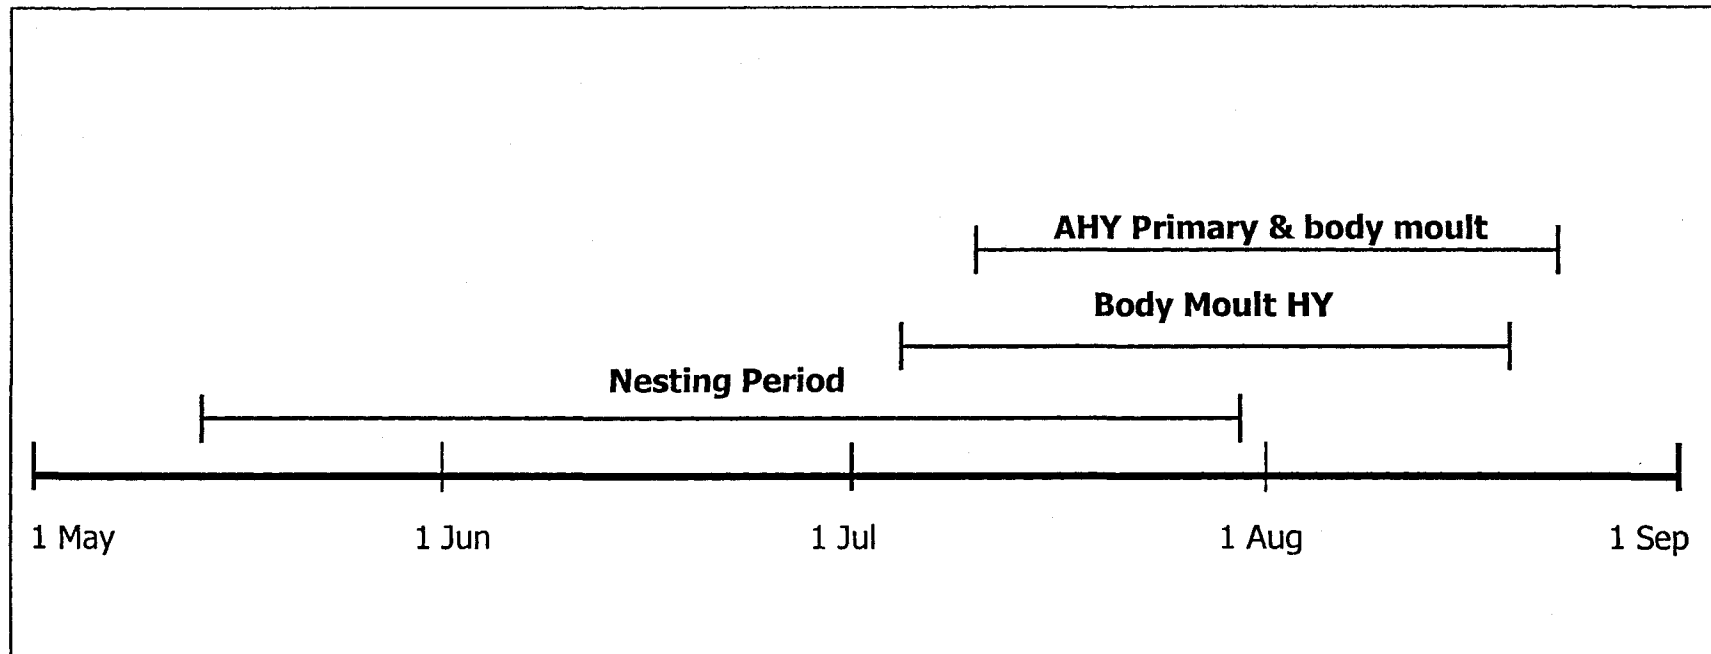 AHY Primary & body moult
Body Moult HY
Nesting Period
1 May 1 Jun 1 Jul 1 Aug 1 Sep